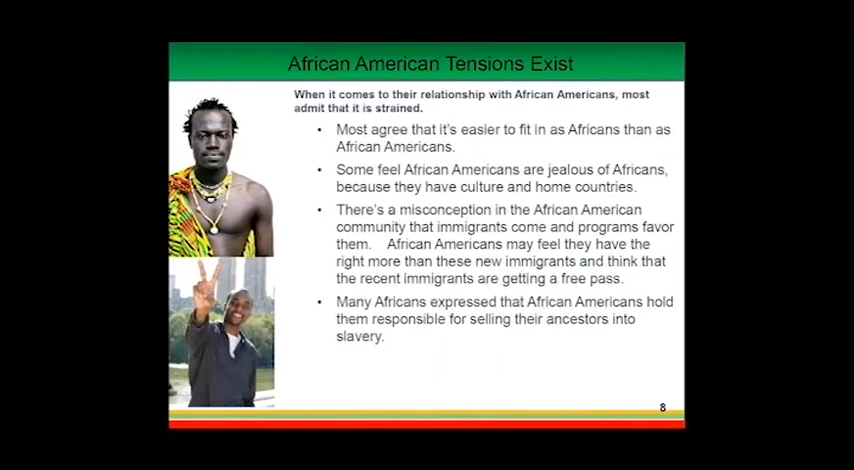 African American Tensions Exist
When it comes to their relationship with African Americans, most
admit that it is strained.
• Most agree that it's easier to fit in as Africans than as
African Americans.
• Some feel African Americans are jealous of Africans,
because they have culture and home countries.
• There's a misconception in the African American
community that immigrants come and programs favor
them. African Americans may feel they have the
right more than these new immigrants and think that
the recent immigrants are getting a free pass.
• Many Africans expressed that African Americans hold
them responsible for selling their ancestors into
slavery.
8